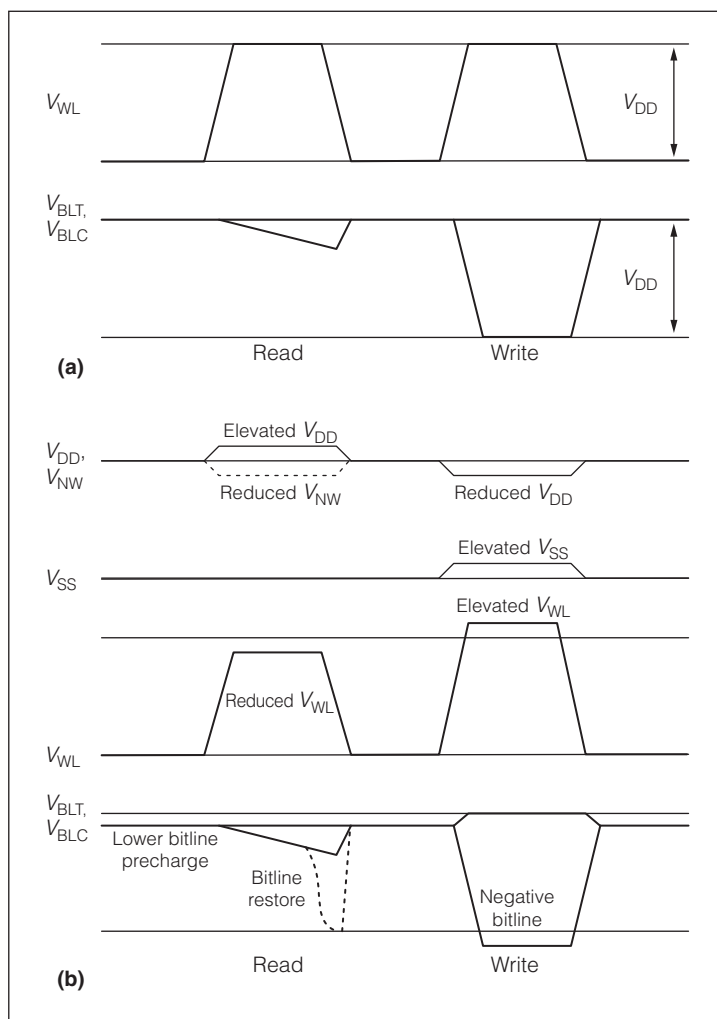 V_WL
V_DD
V_BLT,
V_BLC
V_DD
Read Write
(a)
Elevated V_DD
V_DD,
V_NW
Reduced V_NW Reduced V_DD
Elevated V_SS
V_SS
Elevated V_WL
Reduced V_WL
V_WL
V_BLT,
V_BLC
Lower bitline
precharge
Bitline
restore
Negative
bitline
Read Write
(b)